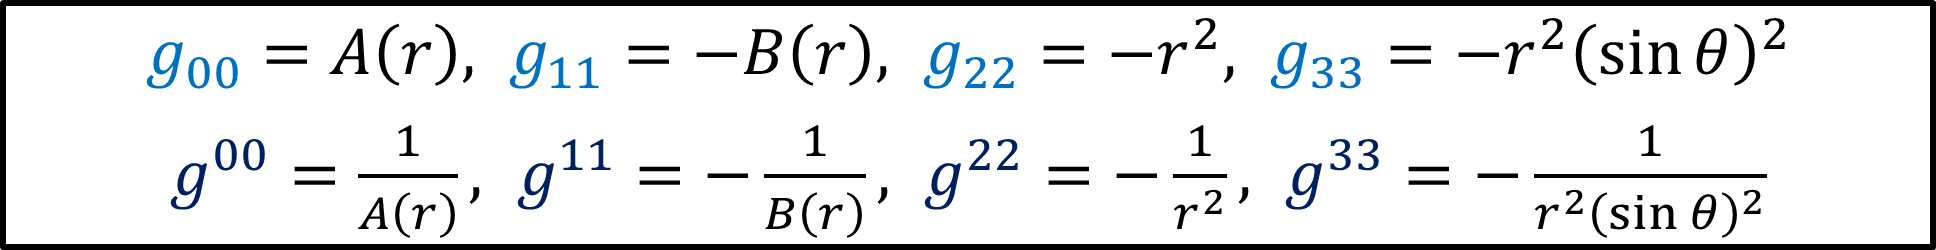 g₀₀ = A(r), g₁₁ = −B(r), g₂₂ = −r², g₃₃ = −r²(sin θ)²
g⁰⁰ = 1/A(r), g¹¹ = −1/B(r), g²² = −1/r², g³³ = −1/r²(sin θ)²